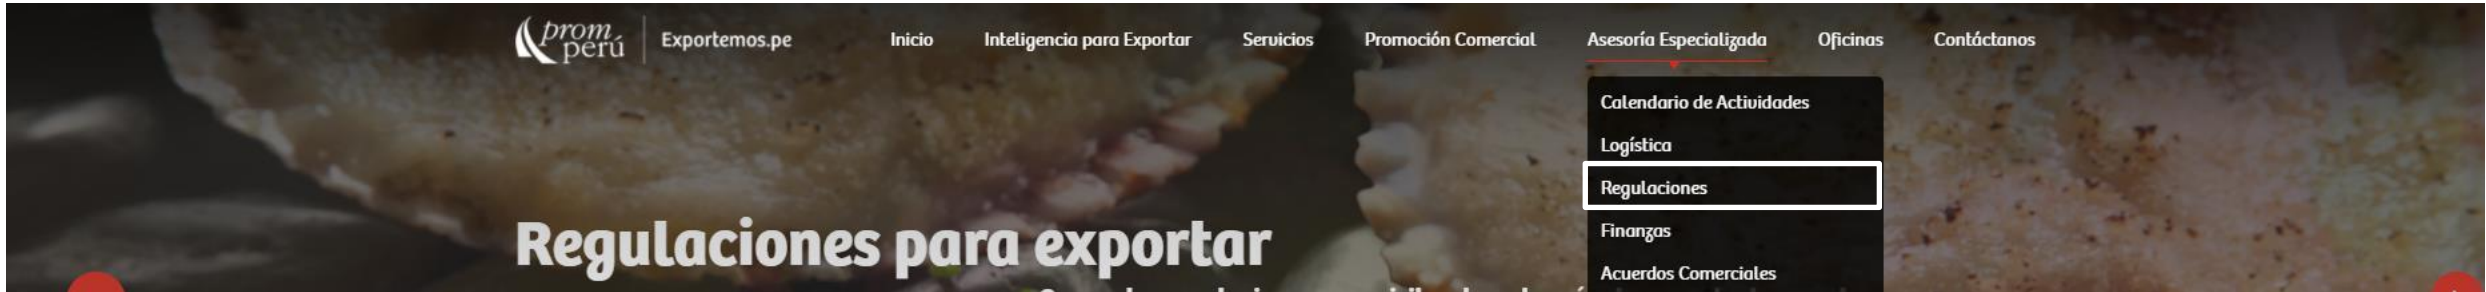 prom
perú
Exportemos.pe
Inicio
Inteligencia para Exportar
Servicios
Promoción Comercial
Asesoría Especializada
Oficinas
Contáctanos
Calendario de Actividades
Logística
Regulaciones
Finanzas
Acuerdos Comerciales
Regulaciones para exportar